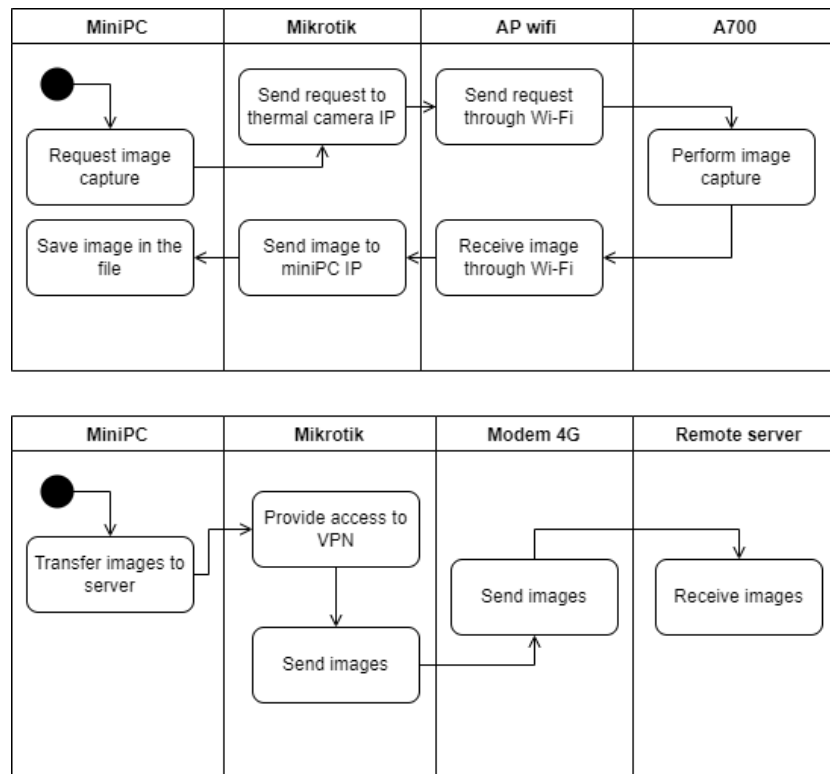 MiniPC
Mikrotik
AP wifi
A700
Send request to
thermal camera IP
Send request
through Wi-Fi
Request image
capture
Perform image
capture
Save image in the
file
Send image to
miniPC IP
Receive image
through Wi-Fi
MiniPC
Mikrotik
Modem 4G
Remote server
Provide access to
VPN
Transfer images to
server
Send images
Receive images
Send images